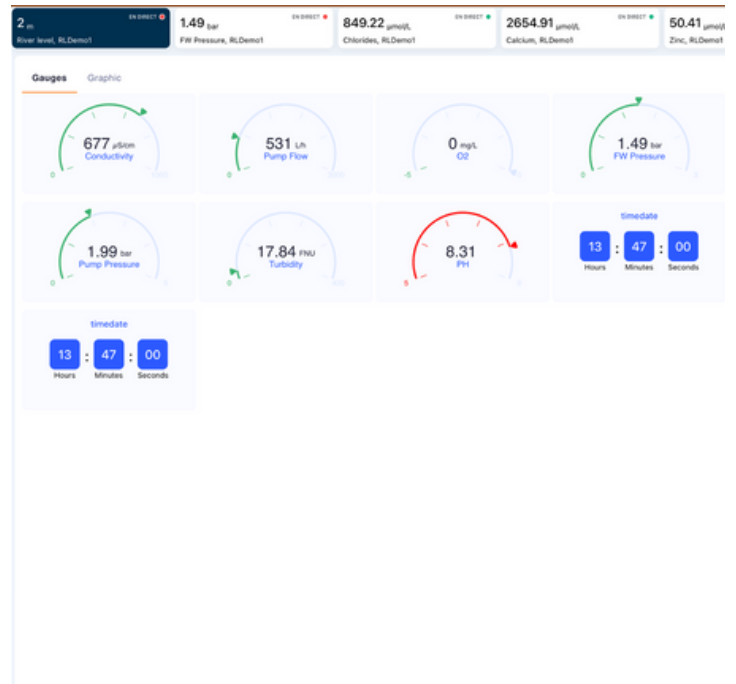 2 m
EN DIRECT
River level, RLDemo1
1.49 bar
EN DIRECT
FW Pressure, RLDemo1
849.22 µmol/L
EN DIRECT
Chlorides, RLDemo1
2654.91 µmol/L
EN DIRECT
Calcium, RLDemo1
50.41 µmol/l
Zinc, RLDemo1
Gauges Graphic
677 µS/cm
Conductivity
0
531 L/h
Pump Flow
0
0 mg/L
O2
-5
1.49 bar
FW Pressure
0
1.99 bar
Pump Pressure
0
17.84 FNU
Turbidity
0
8.31
PH
5
timedate
13 : 47 : 00
Hours Minutes Seconds
timedate
13 : 47 : 00
Hours Minutes Seconds